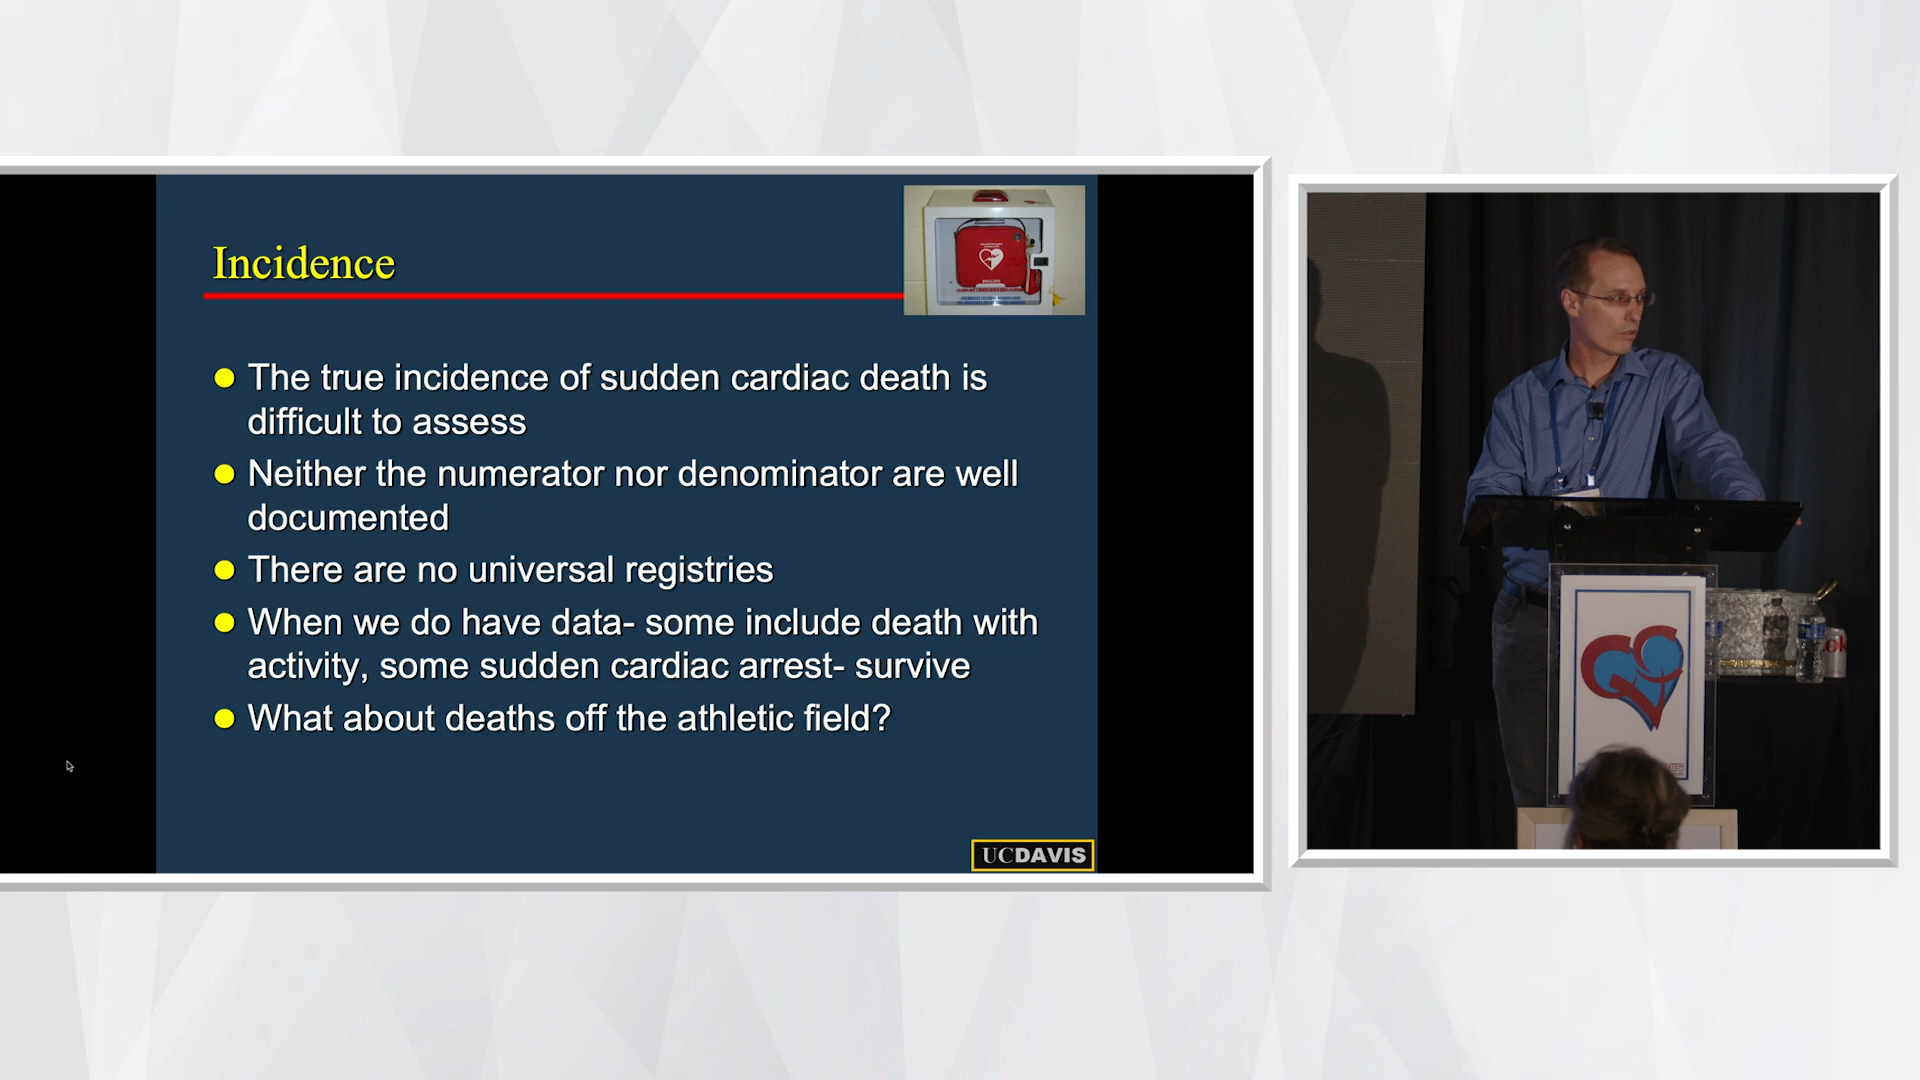 Incidence
The true incidence of sudden cardiac death is
difficult to assess
Neither the numerator nor denominator are well
documented
There are no universal registries
When we do have data- some include death with
activity, some sudden cardiac arrest- survive
What about deaths off the athletic field?
UCDAVIS